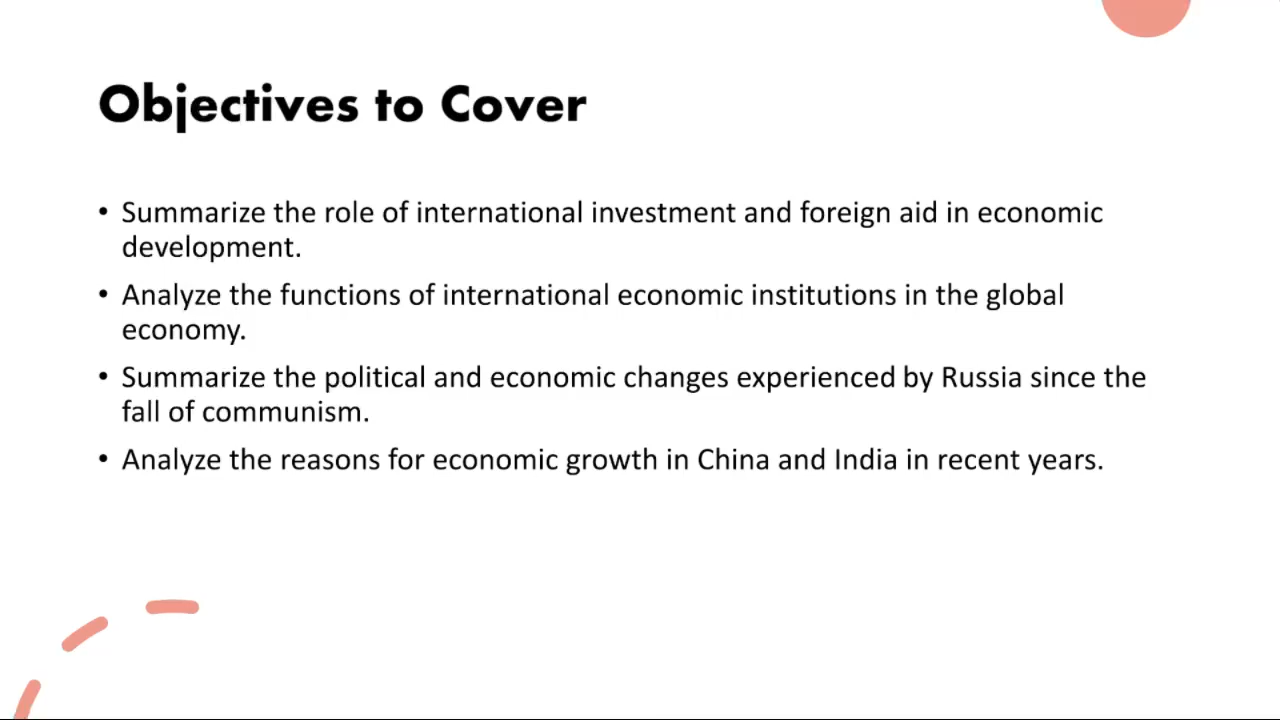 Objectives to Cover
• Summarize the role of international investment and foreign aid in economic
development.
• Analyze the functions of international economic institutions in the global
economy.
• Summarize the political and economic changes experienced by Russia since the
fall of communism.
• Analyze the reasons for economic growth in China and India in recent years.